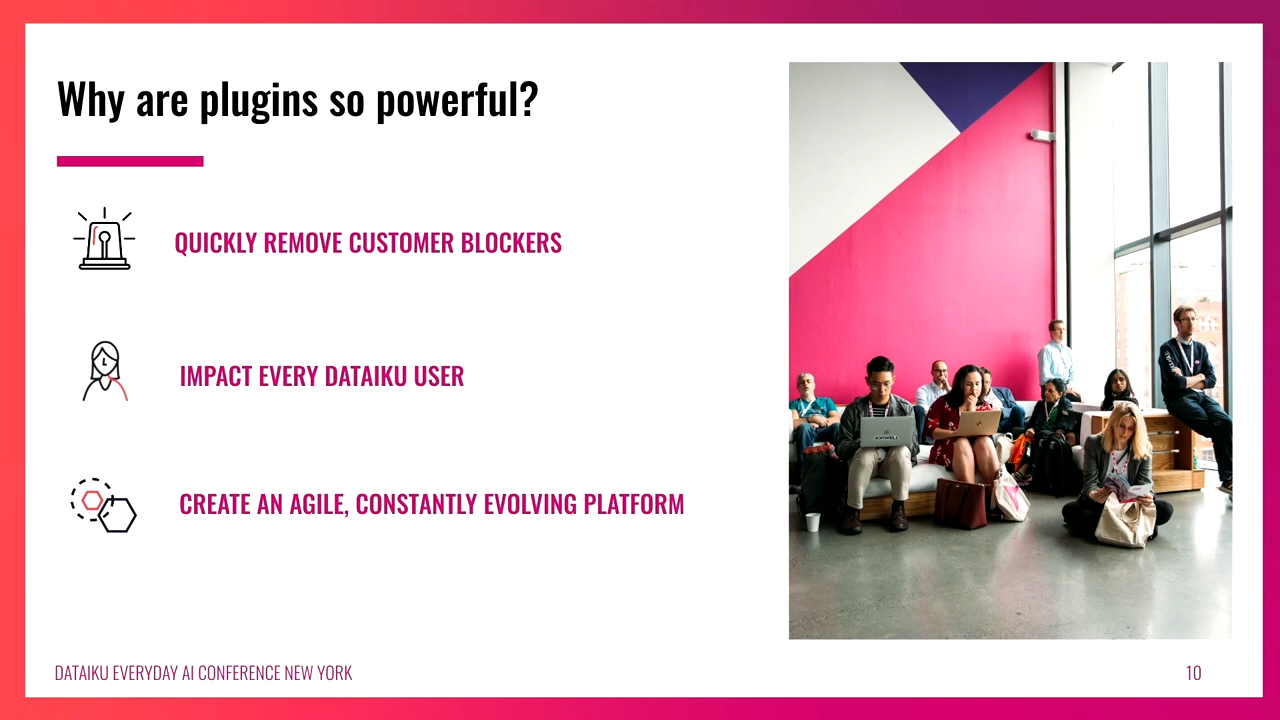 Why are plugins so powerful?
QUICKLY REMOVE CUSTOMER BLOCKERS
IMPACT EVERY DATAIKU USER
CREATE AN AGILE, CONSTANTLY EVOLVING PLATFORM
DATAIKU EVERYDAY AI CONFERENCE NEW YORK
10